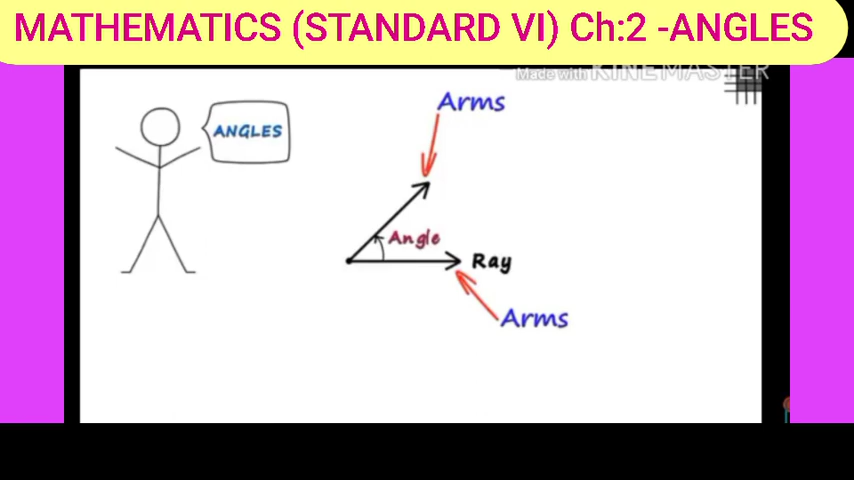 MATHEMATICS (STANDARD VI) Ch:2 -ANGLES
Made with KINEMASTER
Arms
ANGLES
Angle
Ray
Arms